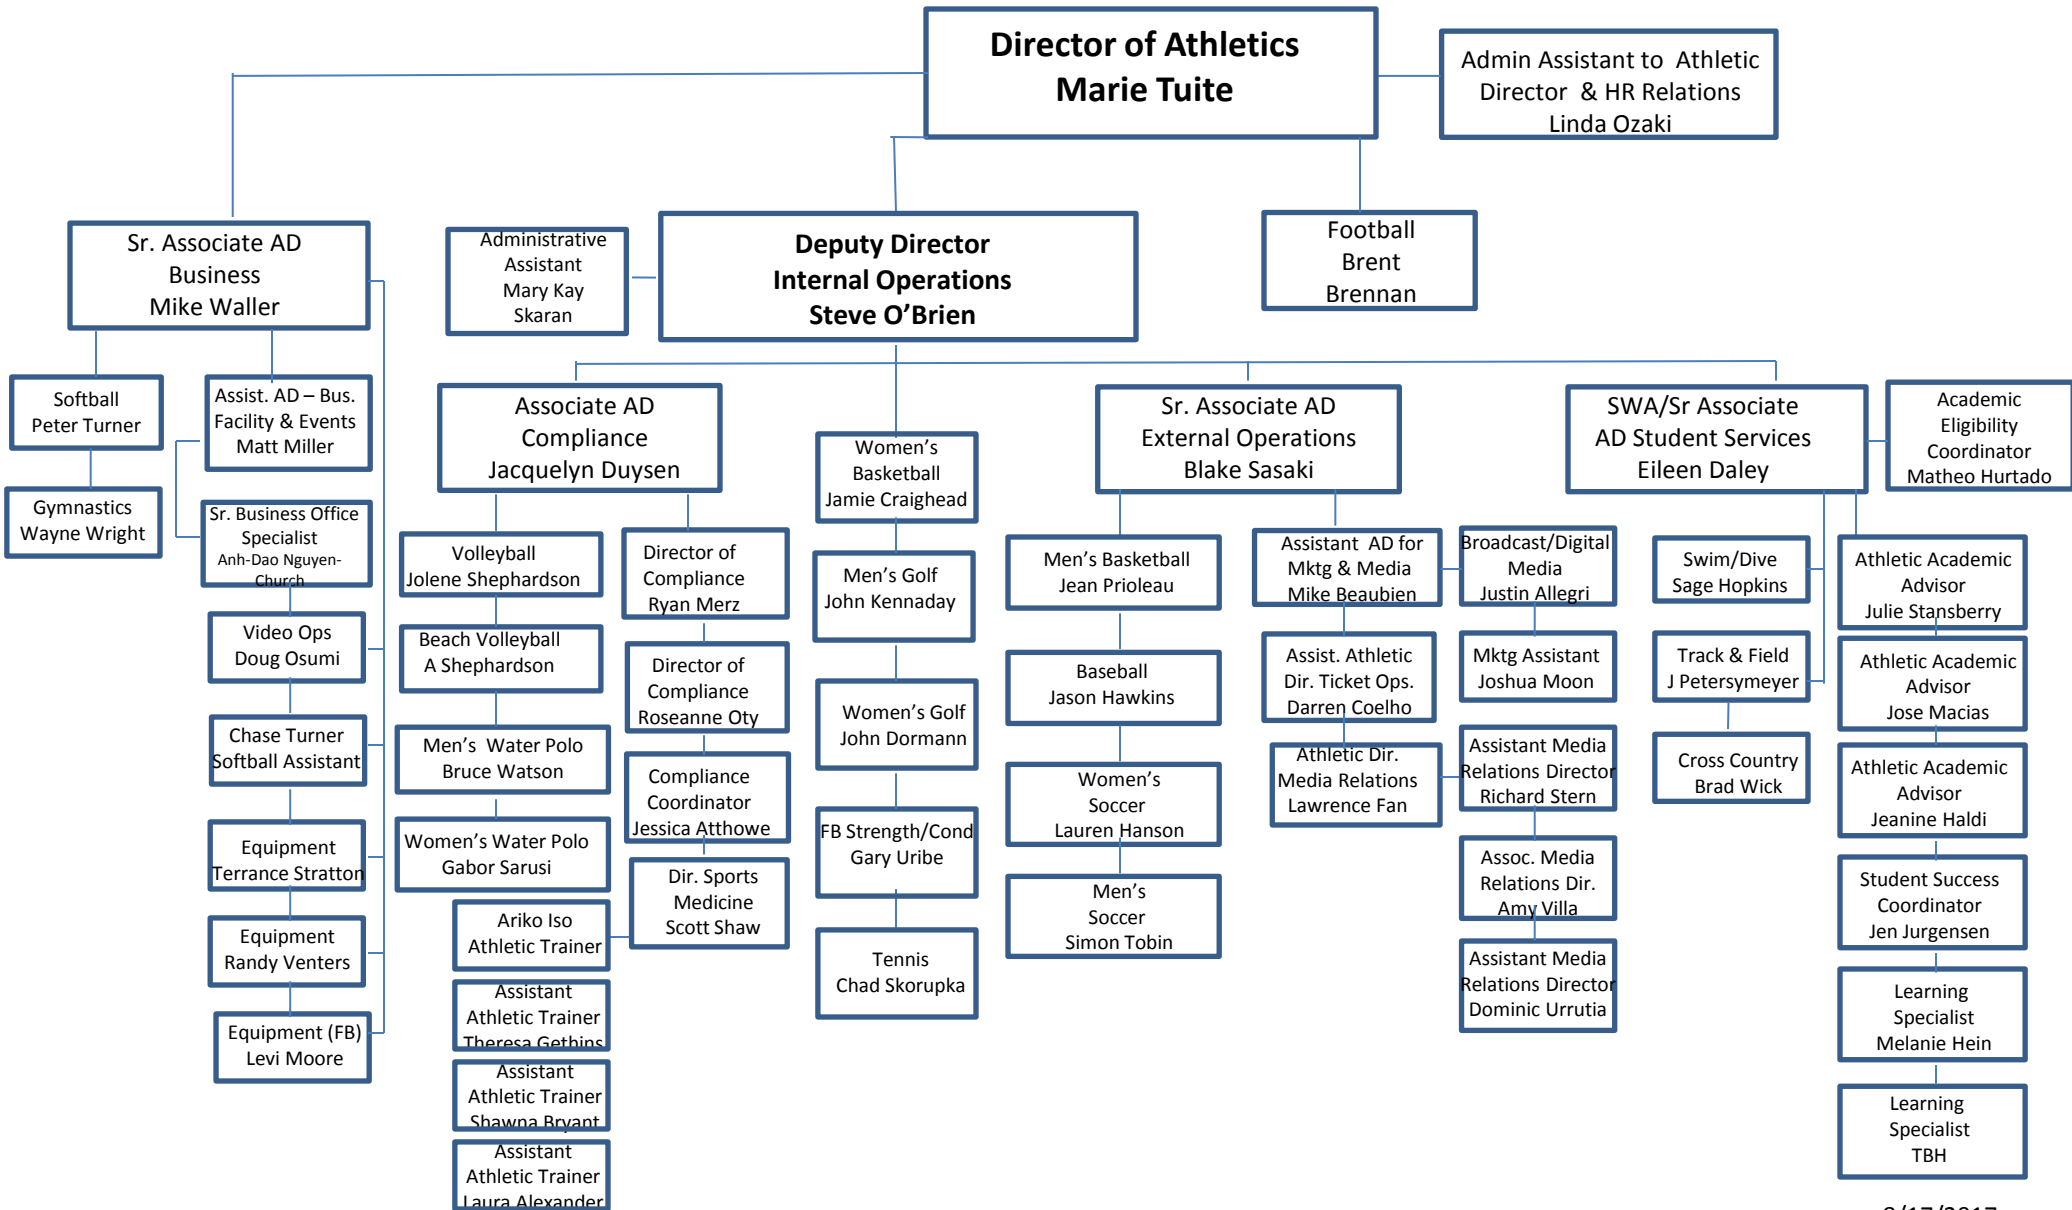 Director of Athletics
Marie Tuite
Admin Assistant to Athletic
Director & HR Relations
Linda Ozaki
Sr. Associate AD
Business
Mike Waller
Administrative
Assistant
Mary Kay
Skaran
Deputy Director
Internal Operations
Steve O’Brien
Football
Brent
Brennan
Softball
Peter Turner
Gymnastics
Wayne Wright
Assist. AD – Bus.
Facility & Events
Matt Miller
Sr. Business Office
Specialist
Anh-Dao Nguyen-
Church
Video Ops
Doug Osumi
Chase Turner
Softball Assistant
Equipment
Terrance Stratton
Equipment
Randy Venters
Equipment (FB)
Levi Moore
Associate AD
Compliance
Jacquelyn Duysen
Volleyball
Jolene Shephardson
Beach Volleyball
A Shephardson
Men’s Water Polo
Bruce Watson
Women’s Water Polo
Gabor Sarusi
Director of
Compliance
Ryan Merz
Director of
Compliance
Roseanne Oty
Compliance
Coordinator
Jessica Atthowe
Dir. Sports
Medicine
Scott Shaw
Ariko Iso
Athletic Trainer
Assistant
Athletic Trainer
Theresa Gethins
Assistant
Athletic Trainer
Shawna Bryant
Assistant
Athletic Trainer
Laura Alexander
Women’s
Basketball
Jamie Craighead
Men’s Golf
John Kennaday
Women’s Golf
John Dormann
FB Strength/Cond
Gary Uribe
Tennis
Chad Skorupka
Sr. Associate AD
External Operations
Blake Sasaki
Men’s Basketball
Jean Prioleau
Baseball
Jason Hawkins
Women’s
Soccer
Lauren Hanson
Men’s
Soccer
Simon Tobin
Assistant AD for
Mktg & Media
Mike Beaubien
Assist. Athletic
Dir. Ticket Ops.
Darren Coelho
Athletic Dir.
Media Relations
Lawrence Fan
Broadcast/Digital
Media
Justin Allegri
Mktg Assistant
Joshua Moon
Assistant Media
Relations Director
Richard Stern
Assoc. Media
Relations Dir.
Amy Villa
Assistant Media
Relations Director
Dominic Urrutia
SWA/Sr Associate
AD Student Services
Eileen Daley
Academic
Eligibility
Coordinator
Matheo Hurtado
Swim/Dive
Sage Hopkins
Track & Field
J Petersymeyer
Cross Country
Brad Wick
Athletic Academic
Advisor
Julie Stansberry
Athletic Academic
Advisor
Jose Macias
Athletic Academic
Advisor
Jeanine Haldi
Student Success
Coordinator
Jen Jurgensen
Learning
Specialist
Melanie Hein
Learning
Specialist
TBH